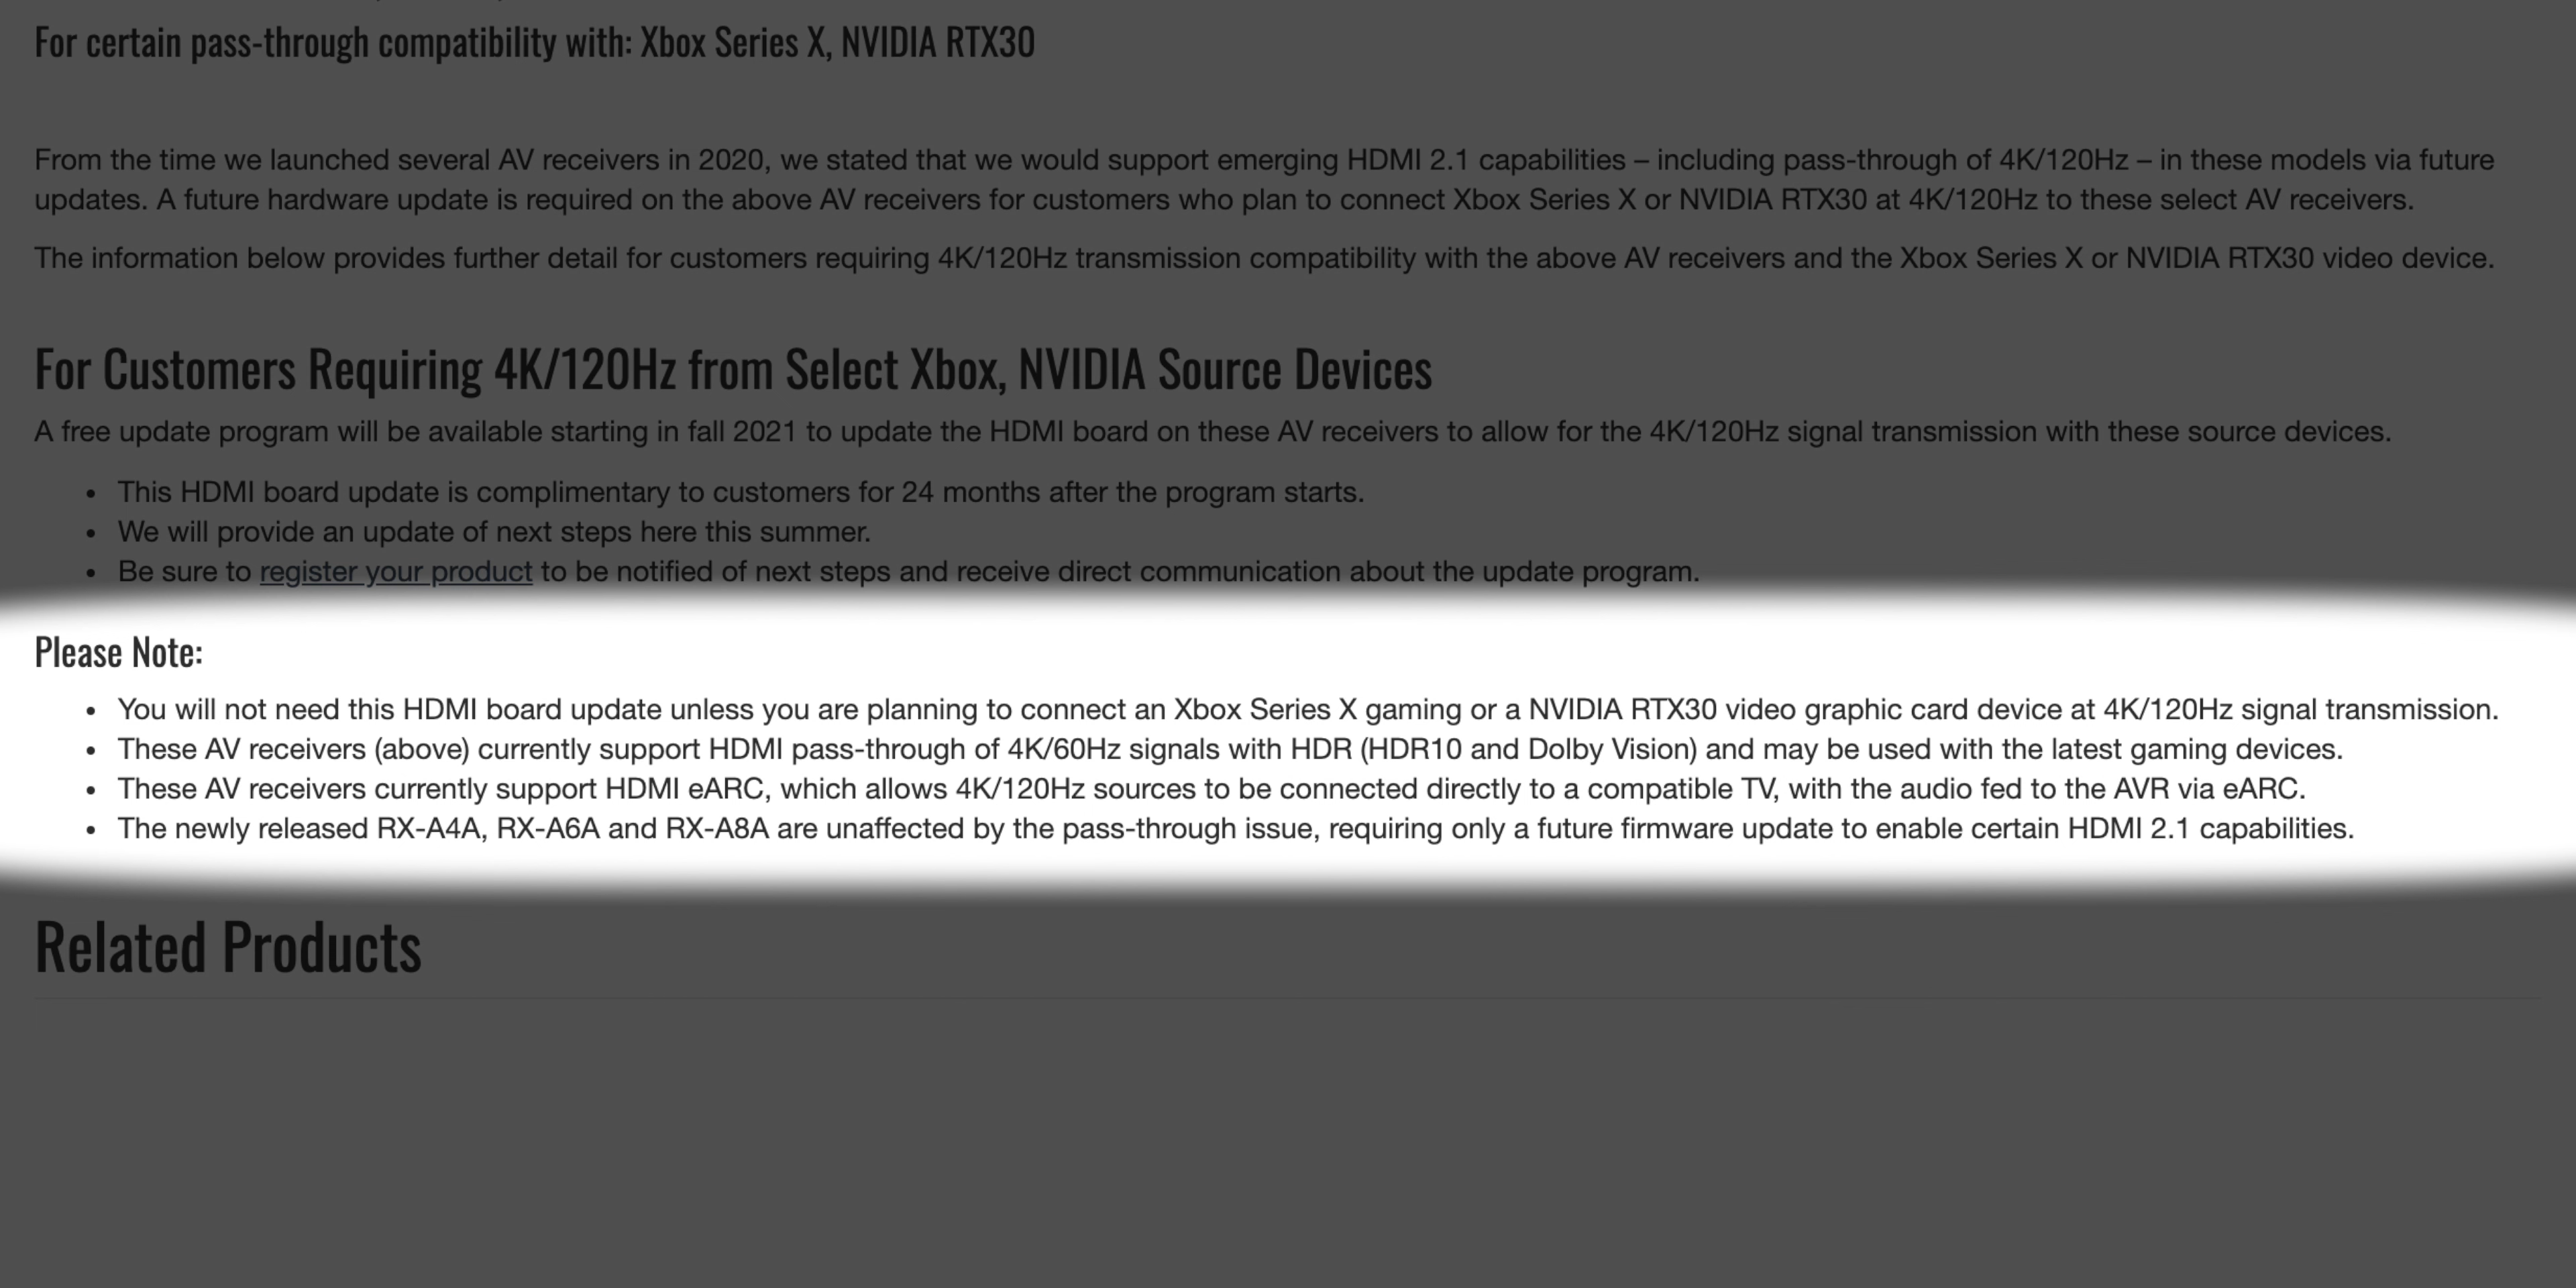 For certain pass-through compatibility with: Xbox Series X, NVIDIA RTX30
From the time we launched several AV receivers in 2020, we stated that we would support emerging HDMI 2.1 capabilities – including pass-through of 4K/120Hz – in these models via future
updates. A future hardware update is required on the above AV receivers for customers who plan to connect Xbox Series X or NVIDIA RTX30 at 4K/120Hz to these select AV receivers.
The information below provides further detail for customers requiring 4K/120Hz transmission compatibility with the above AV receivers and the Xbox Series X or NVIDIA RTX30 video device.
For Customers Requiring 4K/120Hz from Select Xbox, NVIDIA Source Devices
A free update program will be available starting in fall 2021 to update the HDMI board on these AV receivers to allow for the 4K/120Hz signal transmission with these source devices.
• This HDMI board update is complimentary to customers for 24 months after the program starts.
• We will provide an update of next steps here this summer.
• Be sure to register your product to be notified of next steps and receive direct communication about the update program.
Please Note:
• You will not need this HDMI board update unless you are planning to connect an Xbox Series X gaming or a NVIDIA RTX30 video graphic card device at 4K/120Hz signal transmission.
• These AV receivers (above) currently support HDMI pass-through of 4K/60Hz signals with HDR (HDR10 and Dolby Vision) and may be used with the latest gaming devices.
• These AV receivers currently support HDMI eARC, which allows 4K/120Hz sources to be connected directly to a compatible TV, with the audio fed to the AVR via eARC.
• The newly released RX-A4A, RX-A6A and RX-A8A are unaffected by the pass-through issue, requiring only a future firmware update to enable certain HDMI 2.1 capabilities.
Related Products